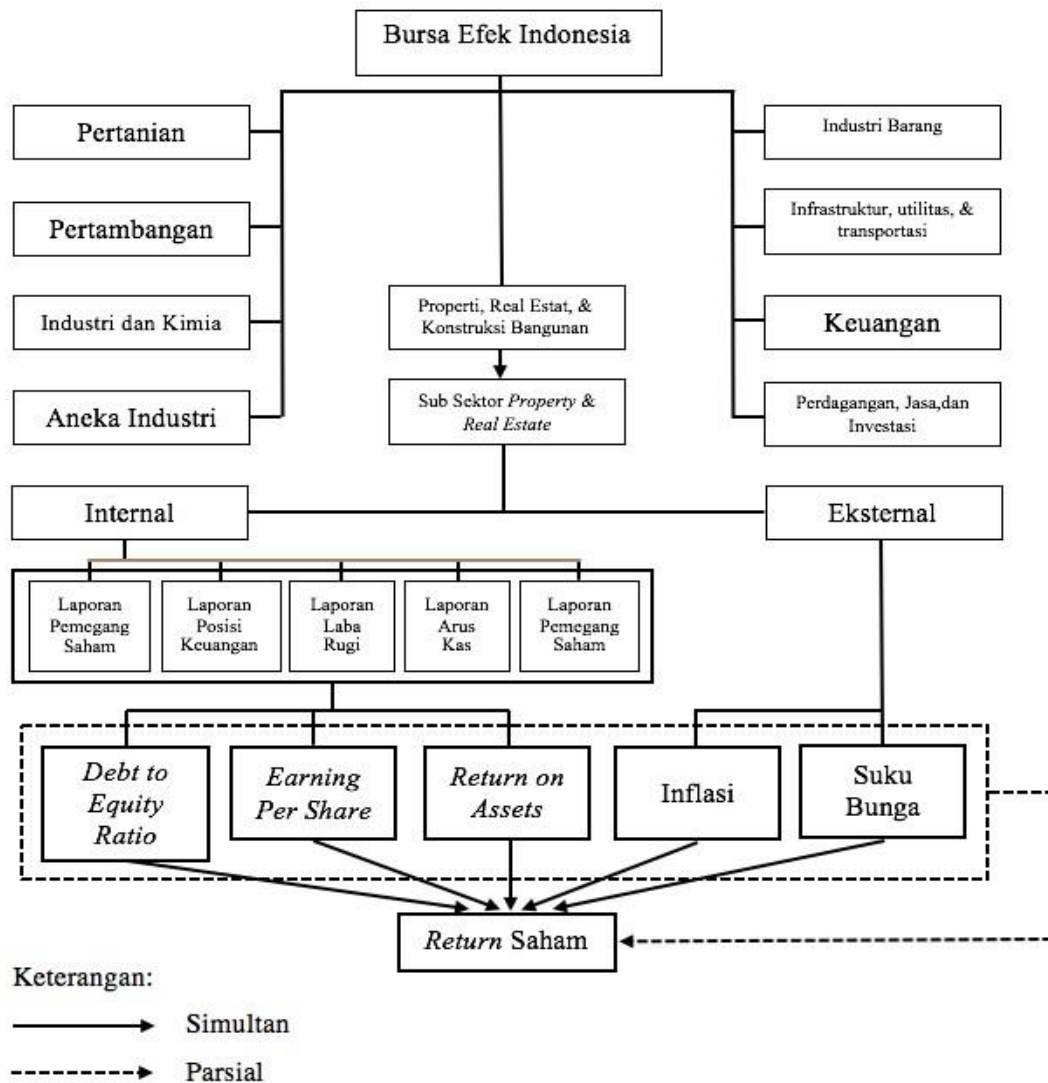 Bursa Efek Indonesia
Pertanian
Industri Barang
Pertambangan
Infrastruktur, utilitas, &
transportasi
Industri dan Kimia
Properti, Real Estat, &
Konstruksi Bangunan
Keuangan
Aneka Industri
Sub Sektor Property &
Real Estate
Perdagangan, Jasa,dan
Investasi
Internal
Eksternal
Laporan
Pemegang
Saham
Laporan
Posisi
Keuangan
Laporan
Laba
Rugi
Laporan
Arus
Kas
Laporan
Pemegang
Saham
Debt to
Equity
Ratio
Earning
Per Share
Return on
Assets
Inflasi
Suku
Bunga
Return Saham
Keterangan:
Simultan
Parsial